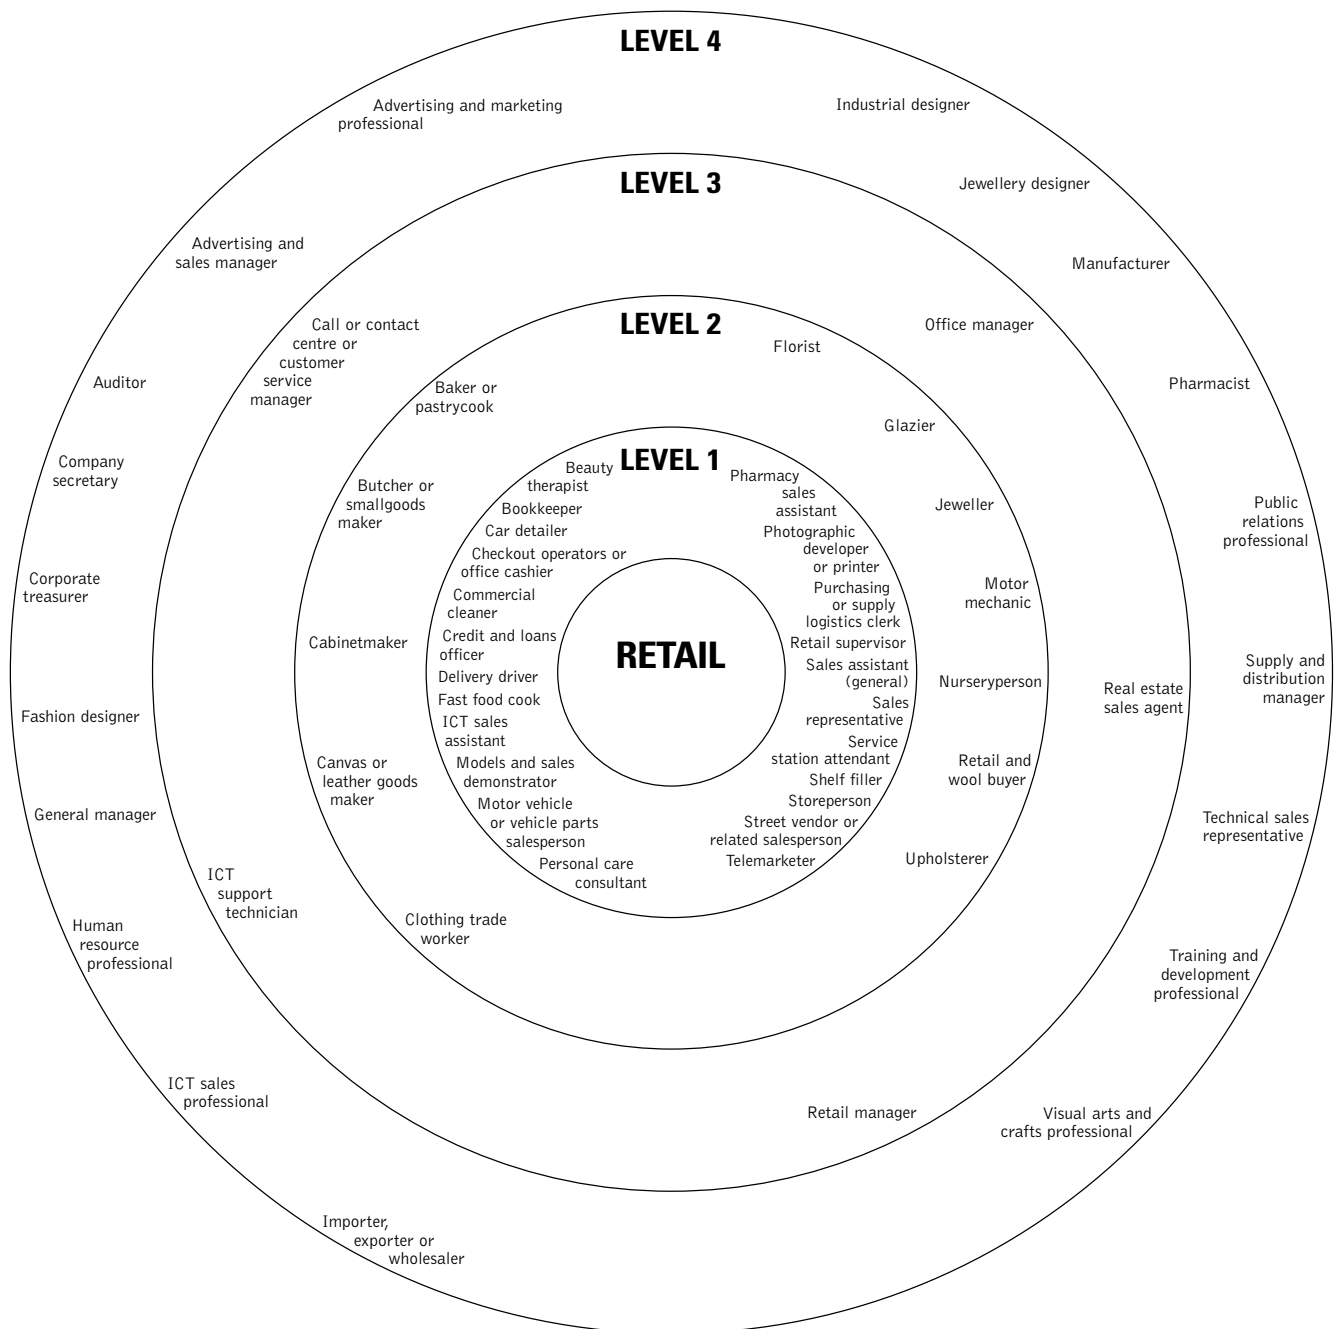 LEVEL 4
Advertising and marketing
professional
Industrial designer
Jewellery designer
Advertising and
sales manager
Manufacturer
Auditor
Pharmacist
Company
secretary
Public
relations
professional
Corporate
treasurer
Supply and
distribution
manager
Fashion designer
General manager
Technical sales
representative
Human
resource
professional
Training and
development
professional
ICT sales
professional
Visual arts and
crafts professional
Importer,
exporter or
wholesaler
LEVEL 3
Call or contact
centre or
customer
service
manager
Office manager
Real estate
sales agent
ICT
support
technician
Retail manager
LEVEL 2
Florist
Baker or
pastrycook
Glazier
Butcher or
smallgoods
maker
Jeweller
Motor
mechanic
Cabinetmaker
Nurseryperson
Canvas or
leather goods
maker
Retail and
wool buyer
Upholsterer
Clothing trade
worker
LEVEL 1
Beauty
therapist
Bookkeeper
Car detailer
Checkout operators or
office cashier
Commercial
cleaner
Credit and loans
officer
Delivery driver
Fast food cook
ICT sales
assistant
Models and sales
demonstrator
Motor vehicle
or vehicle parts
salesperson
Personal care
consultant
Pharmacy
sales
assistant
Photographic
developer
or printer
Purchasing
or supply
logistics clerk
Retail supervisor
Sales assistant
(general)
Sales
representative
Service
station attendant
Shelf filler
Storeperson
Street vendor or
related salesperson
Telemarketer
RETAIL